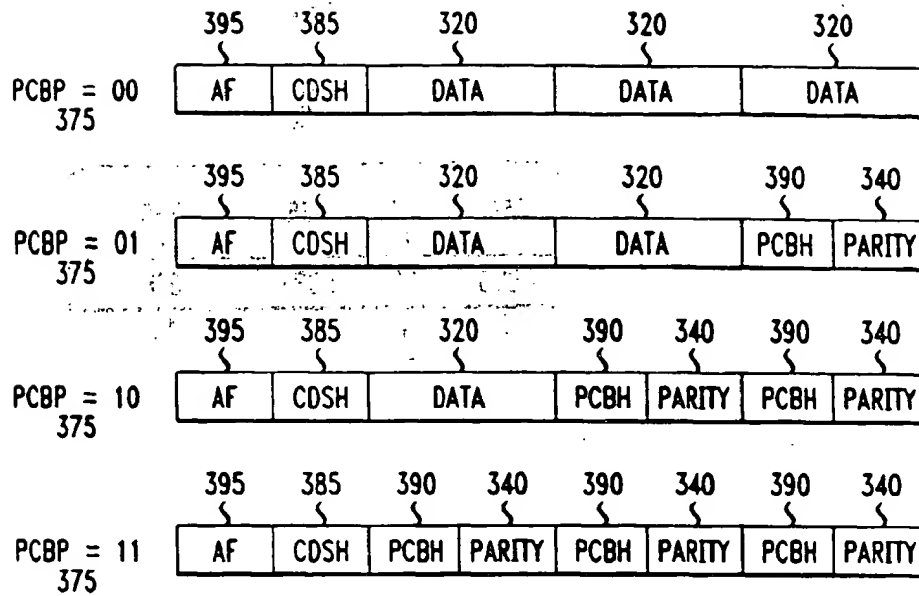 395 385 320 320 320
PCBP = 00 AF CDSH DATA DATA DATA
375
395 385 320 320 390 340
PCBP = 01 AF CDSH DATA DATA PCBH PARITY
375
395 385 320 390 340 390 340
PCBP = 10 AF CDSH DATA PCBH PARITY PCBH PARITY
375
395 385 390 340 390 340 390 340
PCBP = 11 AF CDSH PCBH PARITY PCBH PARITY PCBH PARITY
375